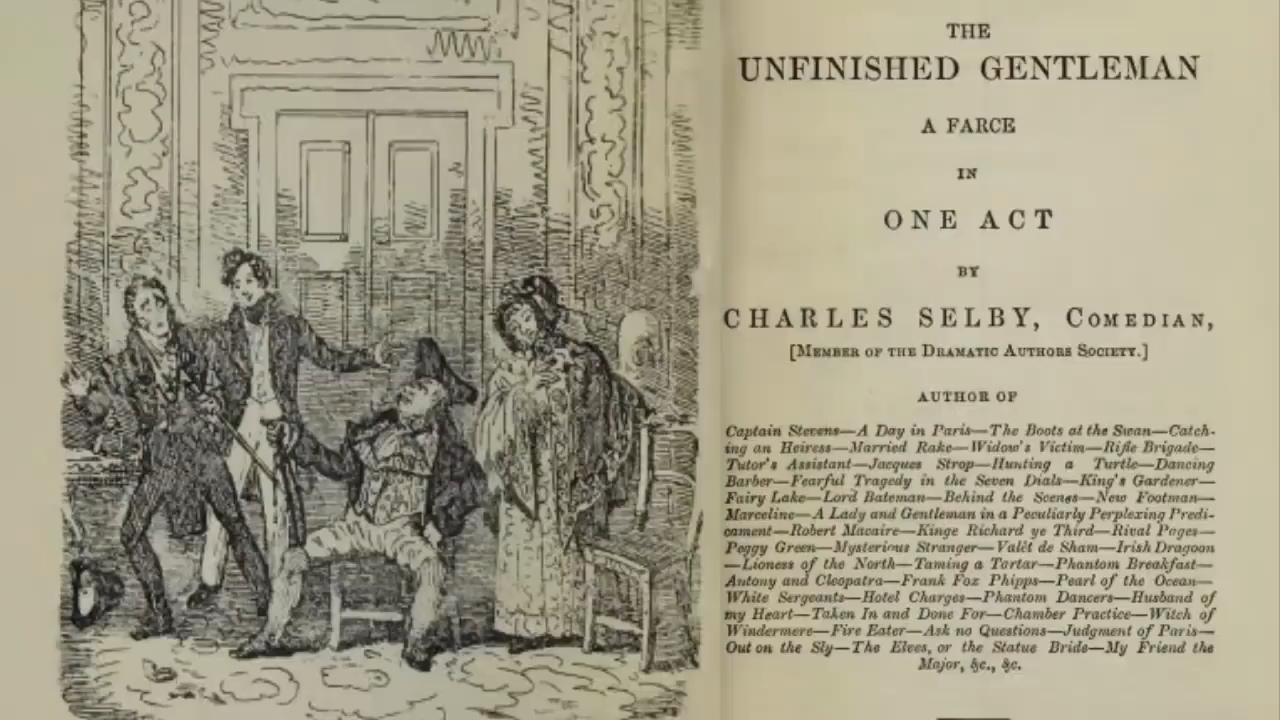 THE
UNFINISHED GENTLEMAN
A FARCE
IN
ONE ACT
BY
CHARLES SELBY, COMEDIAN,
[MEMBER OF THE DRAMATIC AUTHORS SOCIETY.]
AUTHOR OF
Captain Stevens—A Day in Paris—The Boots at the Swan—Catch-
ing an Heiress—Married Rake—Widow's Victim—Rifle Brigade—
Tutor's Assistant—Jacques Strop—Hunting a Turtle—Dancing
Barber—Fearful Tragedy in the Seven Dials—King's Gardener—
Fairy Lake—Lord Bateman—Behind the Scenes—New Footman—
Marceline—A Lady and Gentleman in a Peculiarly Perplexing Predi-
cament—Robert Macaire—Kinge Richard ye Third—Rival Pages—
Peggy Green—Mysterious Stranger—Valet de Sham—Irish Dragoon
—Lioness of the North—Taming a Tartar—Phantom Breakfast—
Antony and Cleopatra—Frank Fox Phipps—Pearl of the Ocean—
White Sergeants—Hotel Charges—Phantom Dancers—Husband of
my Heart—Taken In and Done For—Chamber Practice—Witch of
Windermere—Fire Eater—Ask no Questions—Judgment of Paris—
Out on the Sly—The Elves, or the Statue Bride—My Friend the
Major, &c., &c.